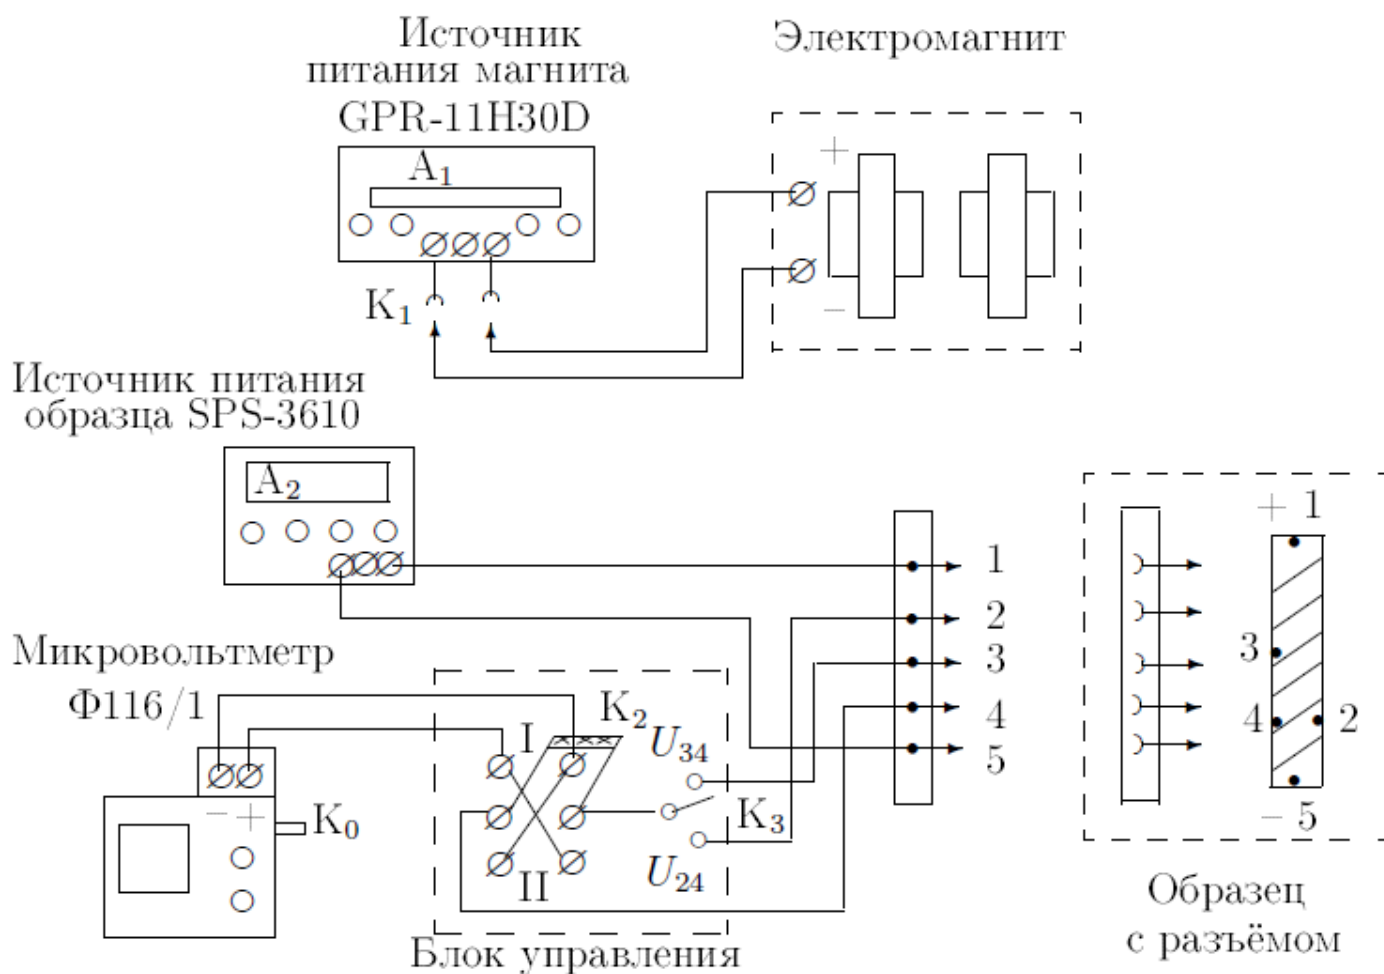 Источник
питания магнита
GPR-11H30D
Электромагнит
A₁
+
−
K₁
Источник питания
образца SPS-3610
A₂
Микровольтметр
Ф116/1
− +
K₀
I
K₂
II
U₃₄
K₃
U₂₄
Блок управления
1
2
3
4
5
+ 1
3
4
2
− 5
Образец
с разъёмом